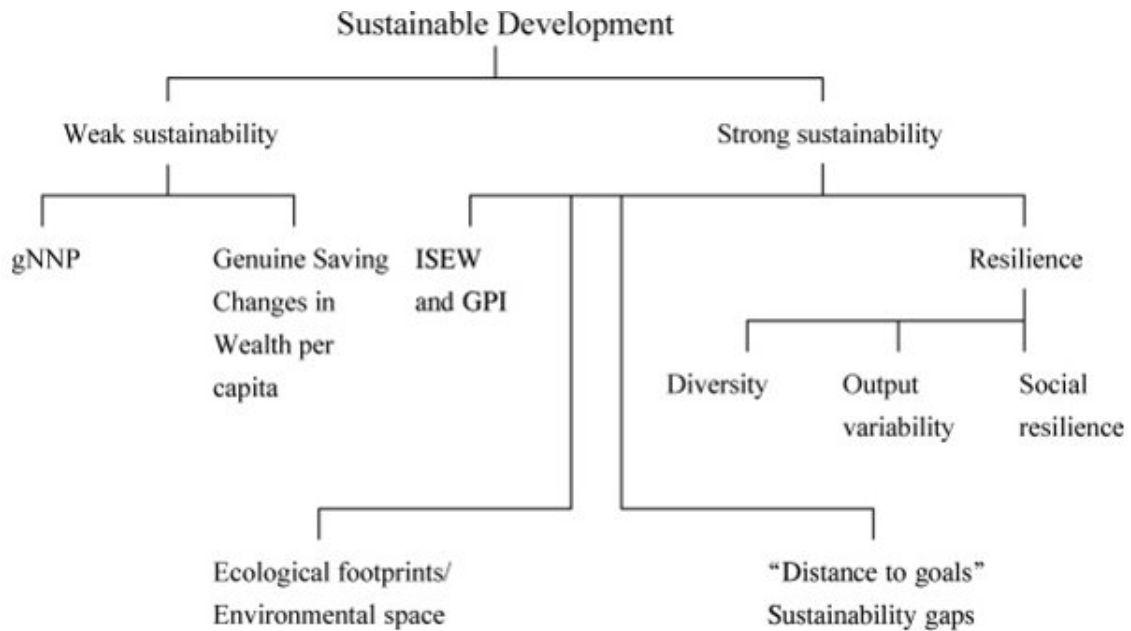 Sustainable Development
Weak sustainability
Strong sustainability
gNNP
Genuine Saving
Changes in
Wealth per
capita
ISEW
and GPI
Resilience
Diversity
Output
variability
Social
resilience
Ecological footprints/
Environmental space
“Distance to goals”
Sustainability gaps